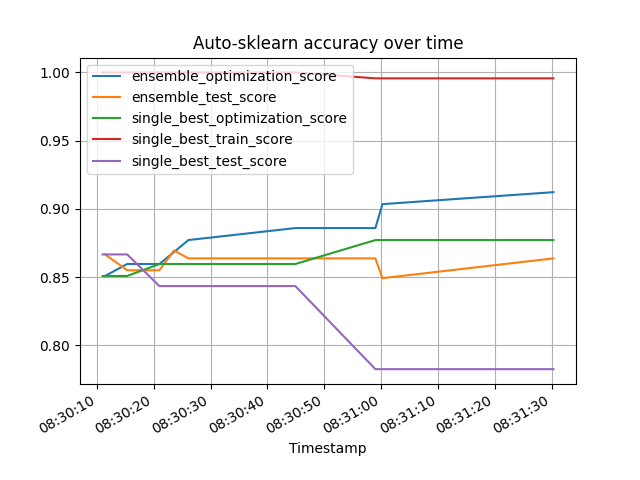 Auto-sklearn accuracy over time
1.00
0.95
0.90
0.85
0.80
ensemble_optimization_score
ensemble_test_score
single_best_optimization_score
single_best_train_score
single_best_test_score
08:30:10
08:30:20
08:30:30
08:30:40
08:30:50
08:31:00
08:31:10
08:31:20
08:31:30
Timestamp